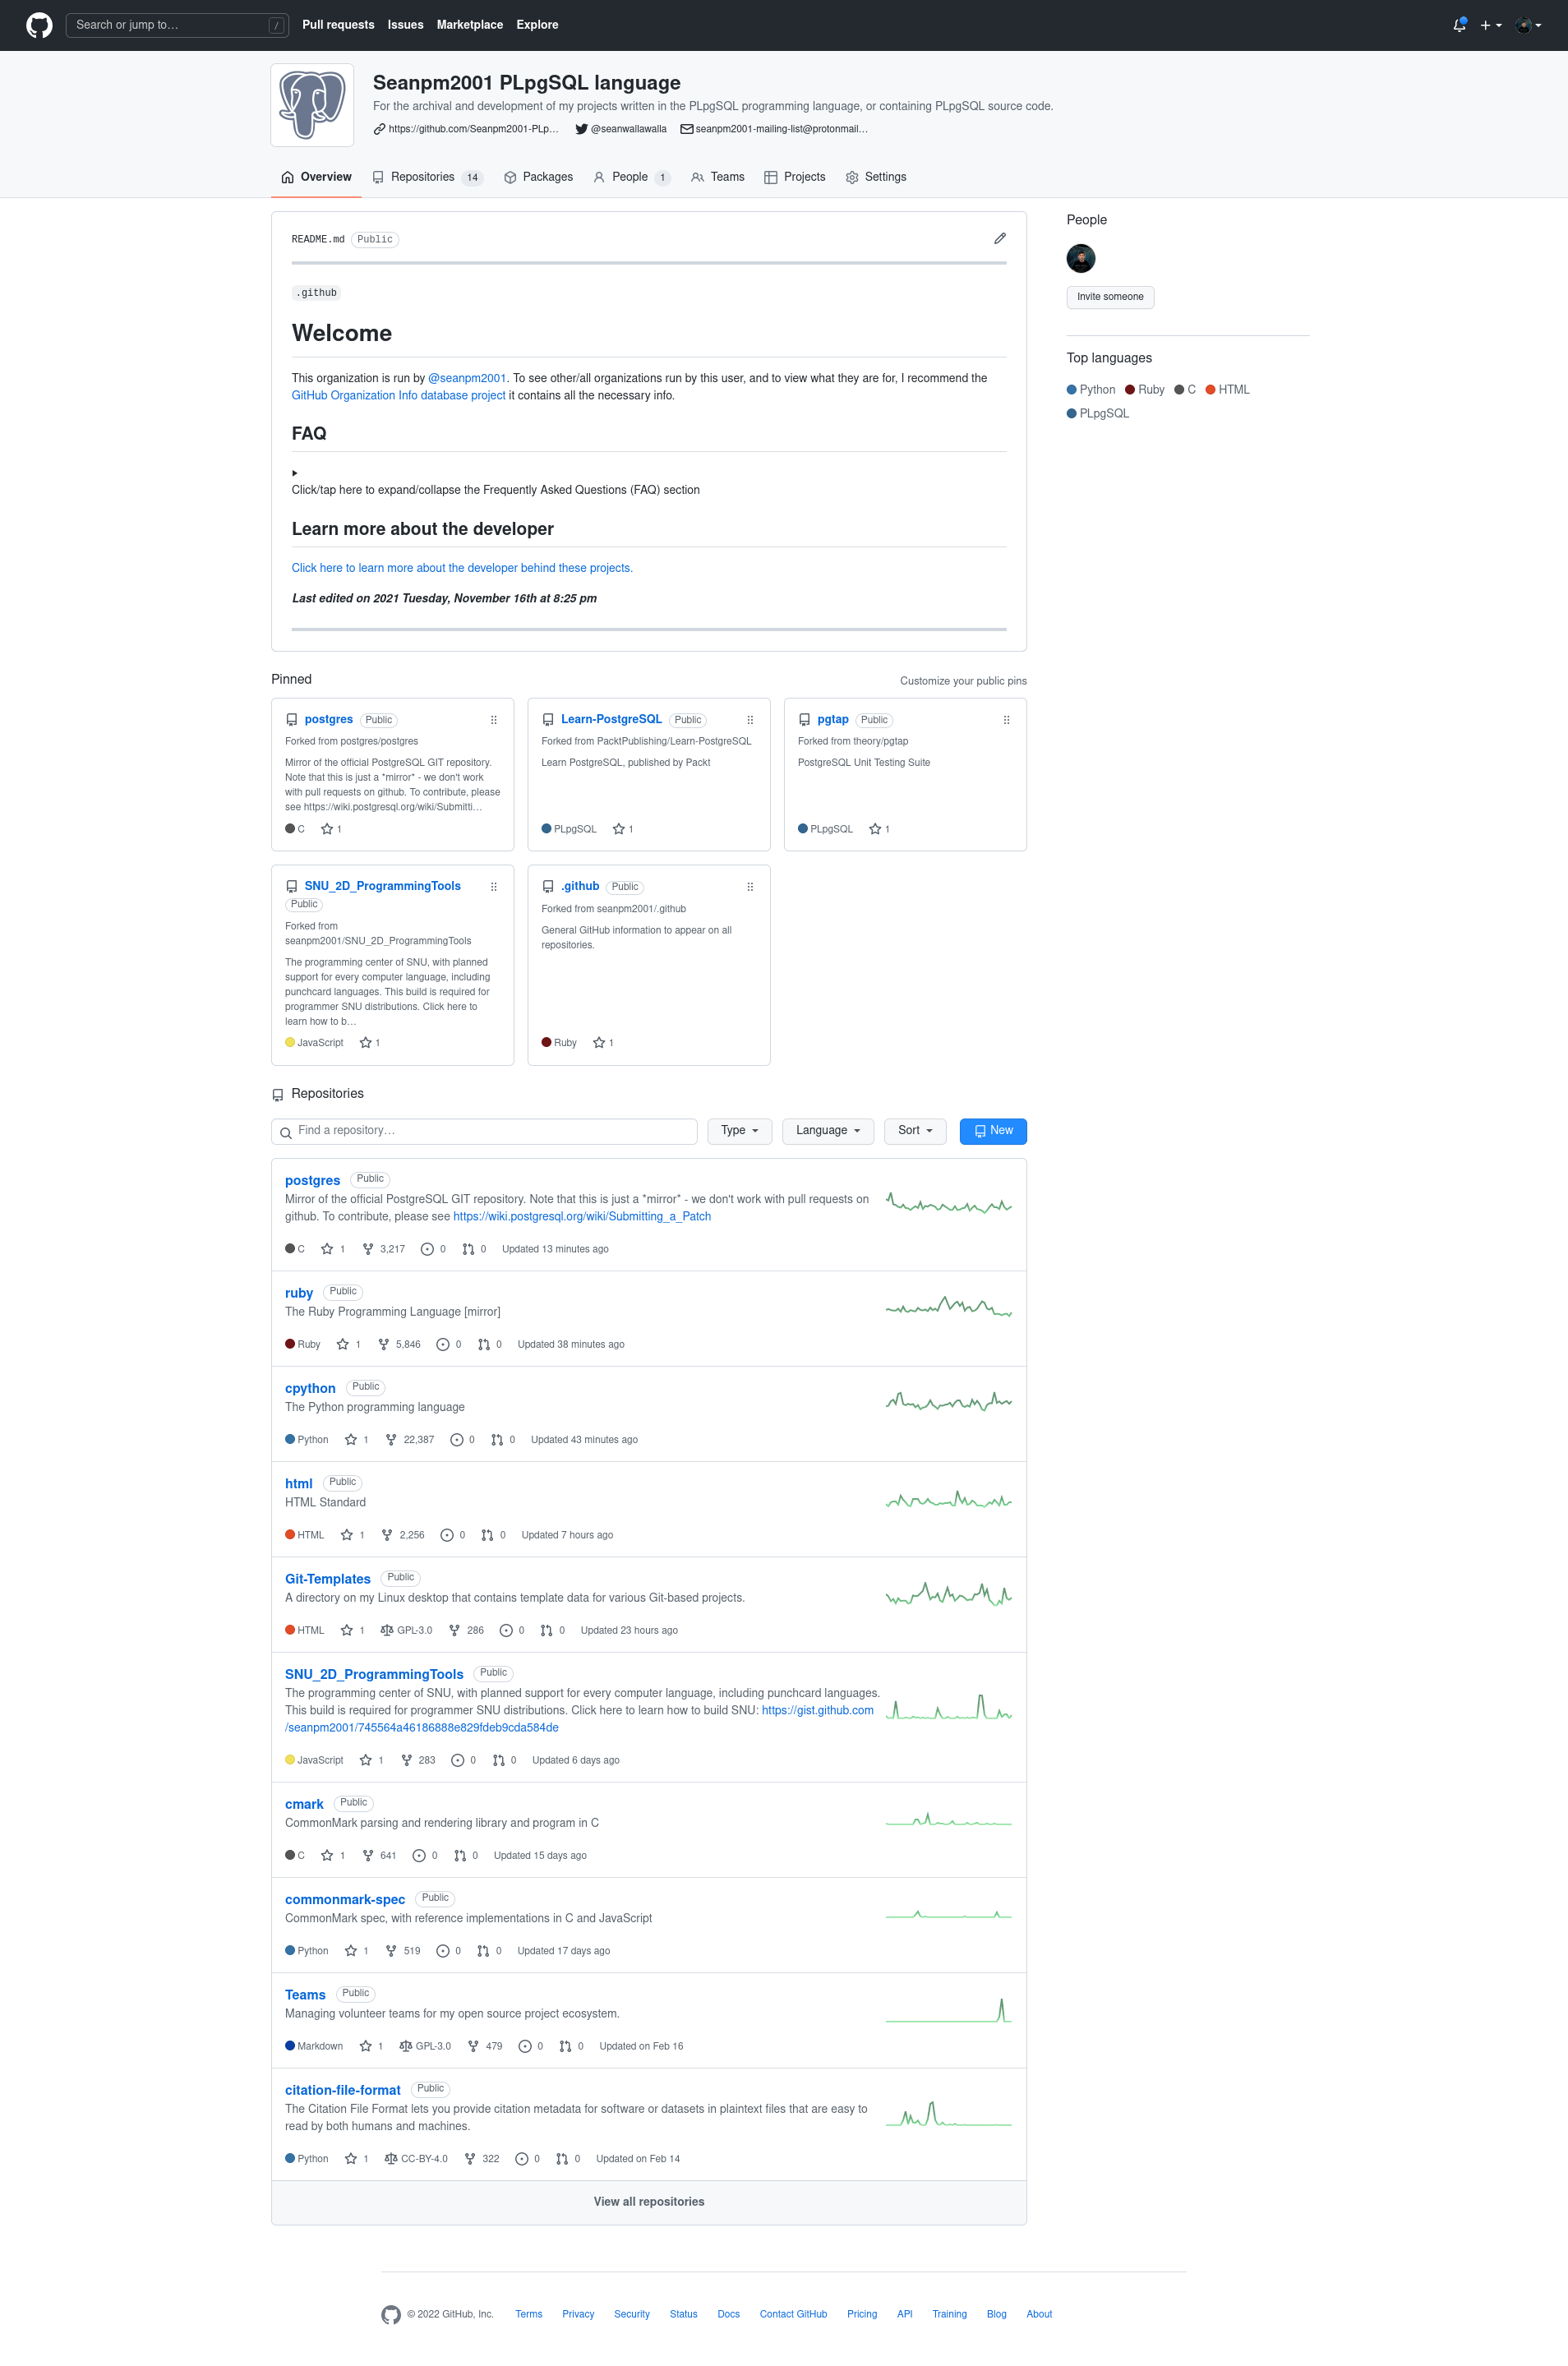 Search or jump to… /
Pull requests Issues Marketplace Explore
Seanpm2001 PLpgSQL language
For the archival and development of my projects written in the PLpgSQL programming language, or containing PLpgSQL source code.
https://github.com/Seanpm2001-PLp… @seanwallawalla seanpm2001-mailing-list@protonmail…
Overview Repositories 14 Packages People 1 Teams Projects Settings
README.md Public
.github
Welcome
This organization is run by @seanpm2001. To see other/all organizations run by this user, and to view what they are for, I recommend the
GitHub Organization Info database project it contains all the necessary info.
FAQ
Click/tap here to expand/collapse the Frequently Asked Questions (FAQ) section
Learn more about the developer
Click here to learn more about the developer behind these projects.
Last edited on 2021 Tuesday, November 16th at 8:25 pm
People
Invite someone
Top languages
Python Ruby C HTML
PLpgSQL
Pinned
Customize your public pins
postgres Public
Forked from postgres/postgres
Mirror of the official PostgreSQL GIT repository.
Note that this is just a *mirror* - we don't work
with pull requests on github. To contribute, please
see https://wiki.postgresql.org/wiki/Submitti…
C 1
Learn-PostgreSQL Public
Forked from PacktPublishing/Learn-PostgreSQL
Learn PostgreSQL, published by Packt
PLpgSQL 1
pgtap Public
Forked from theory/pgtap
PostgreSQL Unit Testing Suite
PLpgSQL 1
SNU_2D_ProgrammingTools
Public
Forked from
seanpm2001/SNU_2D_ProgrammingTools
The programming center of SNU, with planned
support for every computer language, including
punchcard languages. This build is required for
programmer SNU distributions. Click here to
learn how to b…
JavaScript 1
.github Public
Forked from seanpm2001/.github
General GitHub information to appear on all
repositories.
Ruby 1
Repositories
Find a repository… Type Language Sort New
postgres Public
Mirror of the official PostgreSQL GIT repository. Note that this is just a *mirror* - we don't work with pull requests on
github. To contribute, please see https://wiki.postgresql.org/wiki/Submitting_a_Patch
C 1 3,217 0 0 Updated 13 minutes ago
ruby Public
The Ruby Programming Language [mirror]
Ruby 1 5,846 0 0 Updated 38 minutes ago
cpython Public
The Python programming language
Python 1 22,387 0 0 Updated 43 minutes ago
html Public
HTML Standard
HTML 1 2,256 0 0 Updated 7 hours ago
Git-Templates Public
A directory on my Linux desktop that contains template data for various Git-based projects.
HTML 1 GPL-3.0 286 0 0 Updated 23 hours ago
SNU_2D_ProgrammingTools Public
The programming center of SNU, with planned support for every computer language, including punchcard languages.
This build is required for programmer SNU distributions. Click here to learn how to build SNU: https://gist.github.com
/seanpm2001/745564a46186888e829fdeb9cda584de
JavaScript 1 283 0 0 Updated 6 days ago
cmark Public
CommonMark parsing and rendering library and program in C
C 1 641 0 0 Updated 15 days ago
commonmark-spec Public
CommonMark spec, with reference implementations in C and JavaScript
Python 1 519 0 0 Updated 17 days ago
Teams Public
Managing volunteer teams for my open source project ecosystem.
Markdown 1 GPL-3.0 479 0 0 Updated on Feb 16
citation-file-format Public
The Citation File Format lets you provide citation metadata for software or datasets in plaintext files that are easy to
read by both humans and machines.
Python 1 CC-BY-4.0 322 0 0 Updated on Feb 14
View all repositories
© 2022 GitHub, Inc. Terms Privacy Security Status Docs Contact GitHub Pricing API Training Blog About